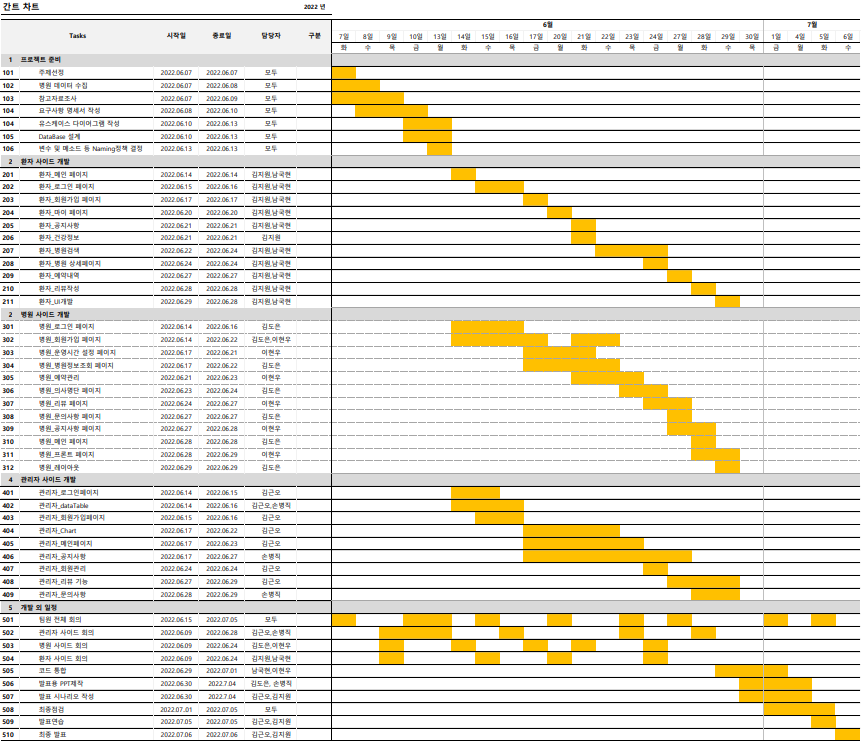 간트 차트 2022 년
6월 7월
Tasks 시작일 종료일 담당자 구분 7일 8일 9일 10일 13일 14일 15일 16일 17일 20일 21일 22일 23일 24일 27일 28일 29일 30일 1일 4일 5일 6일
화 수 목 금 월 화 수 목 금 월 화 수 목 금 월 화 수 목 금 월 화 수
1 프로젝트 준비
101 주제선정 2022.06.07 2022.06.07 모두
102 병원 데이터 수집 2022.06.07 2022.06.08 모두
103 참고자료조사 2022.06.07 2022.06.09 모두
104 요구사항 명세서 작성 2022.06.08 2022.06.10 모두
104 유스케이스 다이어그램 작성 2022.06.10 2022.06.13 모두
105 DataBase 설계 2022.06.10 2022.06.13 모두
106 변수 및 메소드 등 Naming정책 결정 2022.06.13 2022.06.13 모두
2 환자 사이드 개발
201 환자_메인 페이지 2022.06.14 2022.06.14 김지원,남국현
202 환자_로그인 페이지 2022.06.15 2022.06.16 김지원,남국현
203 환자_회원가입 페이지 2022.06.17 2022.06.17 김지원,남국현
204 환자_마이 페이지 2022.06.20 2022.06.20 김지원,남국현
205 환자_공지사항 2022.06.21 2022.06.21 김지원,남국현
206 환자_건강정보 2022.06.21 2022.06.21 김지원
207 환자_병원검색 2022.06.22 2022.06.24 김지원,남국현
208 환자_병원 상세페이지 2022.06.24 2022.06.24 김지원,남국현
209 환자_예약내역 2022.06.27 2022.06.27 김지원,남국현
210 환자_리뷰작성 2022.06.28 2022.06.28 김지원,남국현
211 환자_UI개발 2022.06.29 2022.06.28 김지원,남국현
2 병원 사이드 개발
301 병원_로그인 페이지 2022.06.14 2022.06.16 김도은
302 병원_회원가입 페이지 2022.06.14 2022.06.22 김도은,이현우
303 병원_운영시간 설정 페이지 2022.06.17 2022.06.21 이현우
304 병원_병원정보조회 페이지 2022.06.17 2022.06.22 김도은
305 병원_예약관리 2022.06.21 2022.06.23 이현우
306 병원_의사명단 페이지 2022.06.23 2022.06.24 김도은
307 병원_리뷰 페이지 2022.06.24 2022.06.27 이현우
308 병원_문의사항 페이지 2022.06.27 2022.06.27 김도은
309 병원_공지사항 페이지 2022.06.27 2022.06.28 이현우
310 병원_메인 페이지 2022.06.28 2022.06.28 김도은
311 병원_프론트 페이지 2022.06.28 2022.06.29 이현우
312 병원_레이아웃 2022.06.29 2022.06.29 김도은
4 관리자 사이드 개발
401 관리자_로그인페이지 2022.06.14 2022.06.15 김근오
402 관리자_dataTable 2022.06.14 2022.06.16 김근오,손병직
403 관리자_회원가입페이지 2022.06.15 2022.06.16 김근오
404 관리자_Chart 2022.06.17 2022.06.22 김근오
405 관리자_메인페이지 2022.06.17 2022.06.23 김근오
406 관리자_공지사항 2022.06.17 2022.06.27 손병직
407 관리자_회원관리 2022.06.24 2022.06.24 김근오
408 관리자_리뷰 기능 2022.06.27 2022.06.29 김근오
409 관리자_문의사항 2022.06.28 2022.06.29 손병직
5 개발 외 일정
501 팀원 전체 회의 2022.06.15 2022.07.05 모두
502 관리자 사이드 회의 2022.06.09 2022.06.28 김근오,손병직
503 병원 사이드 회의 2022.06.09 2022.06.24 김도은,이현우
504 환자 사이드 회의 2022.06.09 2022.06.24 김지원,남국현
505 코드 통합 2022.06.29 2022.07.01 남국현,이현우
506 발표용 PPT제작 2022.06.30 2022.7.04 김도은, 손병직
507 발표 시나리오 작성 2022.06.30 2022.7.04 김근오,김지원
508 최종점검 2022.07.01 2022.07.05 모두
509 발표연습 2022.07.05 2022.07.05 김근오,김지원
510 최종 발표 2022.07.06 2022.07.06 김근오,김지원